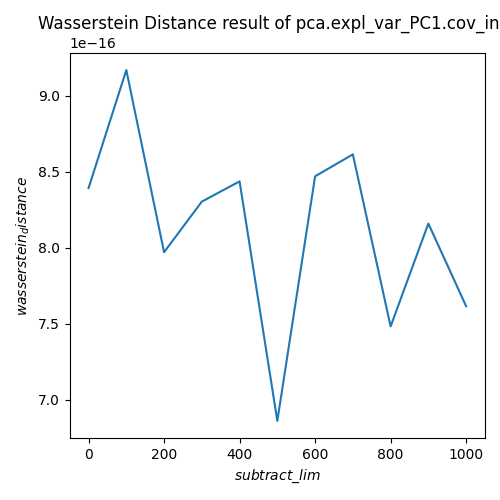 Wasserstein Distance result of pca.expl_var_PC1.cov_in
1e−16
9.0
8.5
8.0
7.5
7.0
wasserstein_distance
0 200 400 600 800 1000
subtract_lim